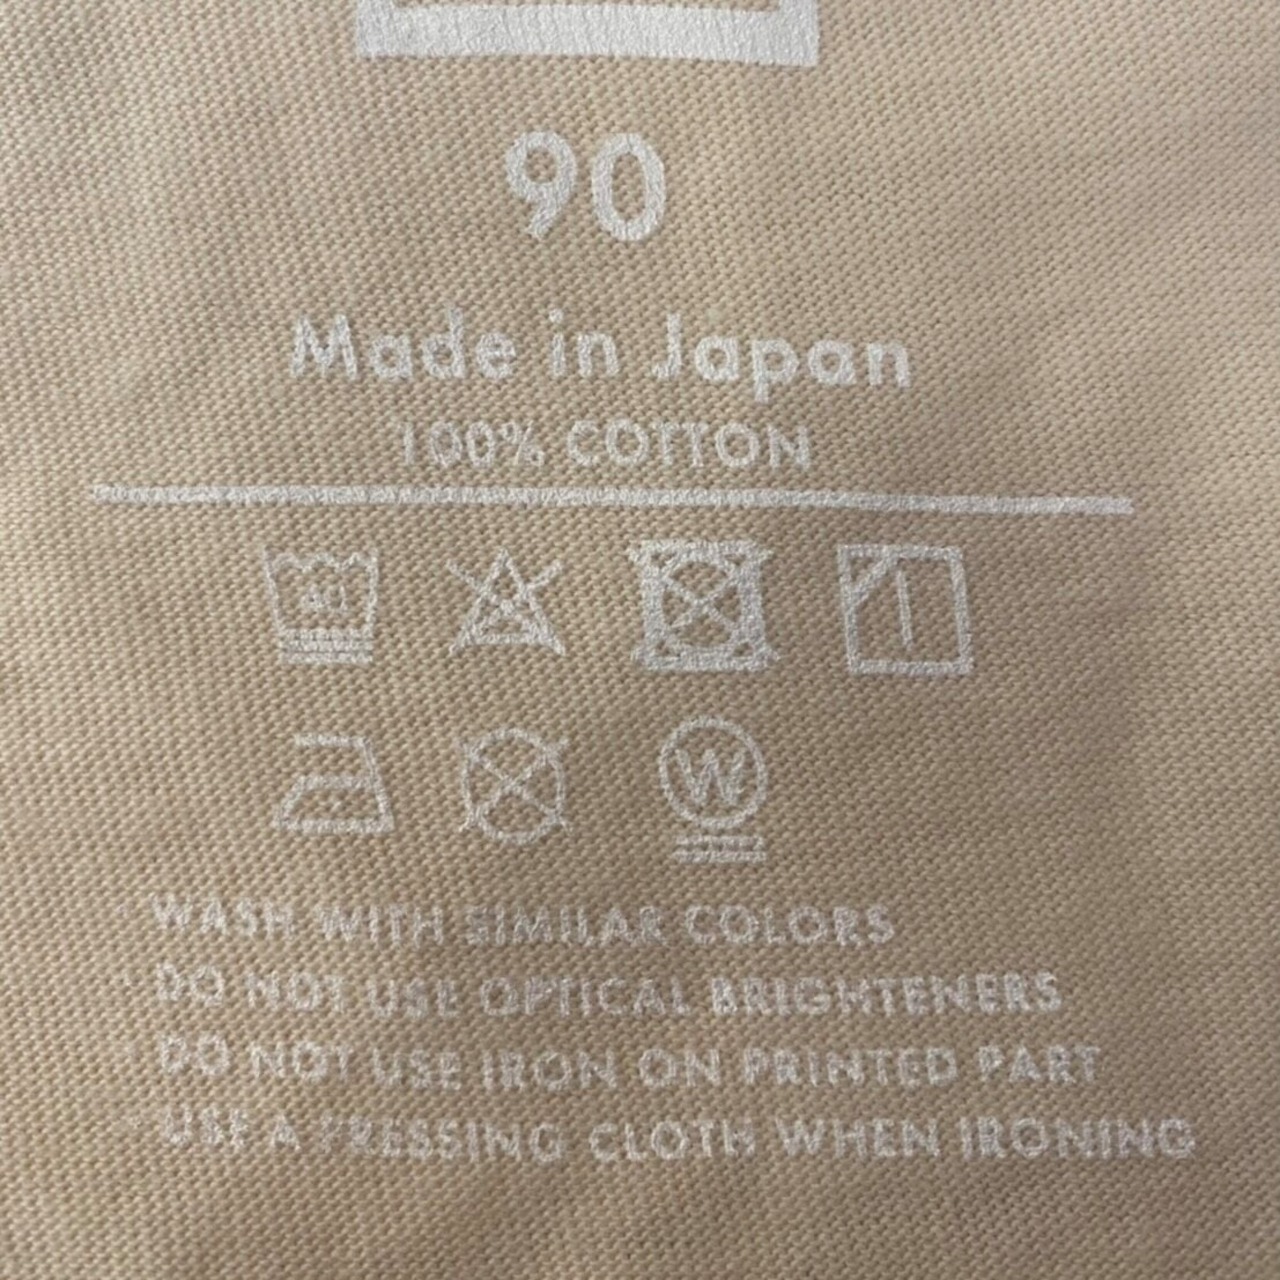 90
Made in Japan
100% COTTON
40
W
WASH WITH SIMILAR COLORS
DO NOT USE OPTICAL BRIGHTENERS
DO NOT USE IRON ON PRINTED PART
USE A PRESSING CLOTH WHEN IRONING